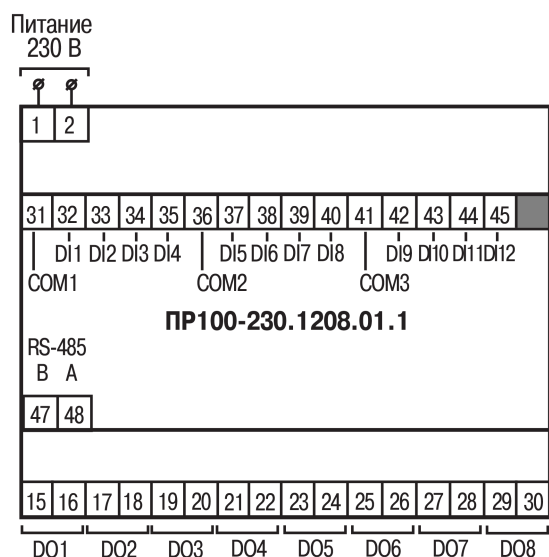 Питание
230 В
1 2
31 32 33 34 35 36 37 38 39 40 41 42 43 44 45
DI1 DI2 DI3 DI4 DI5 DI6 DI7 DI8 DI9 DI10 DI11 DI12
COM1 COM2 COM3
ПР100-230.1208.01.1
RS-485
B A
47 48
15 16 17 18 19 20 21 22 23 24 25 26 27 28 29 30
DO1 DO2 DO3 DO4 DO5 DO6 DO7 DO8